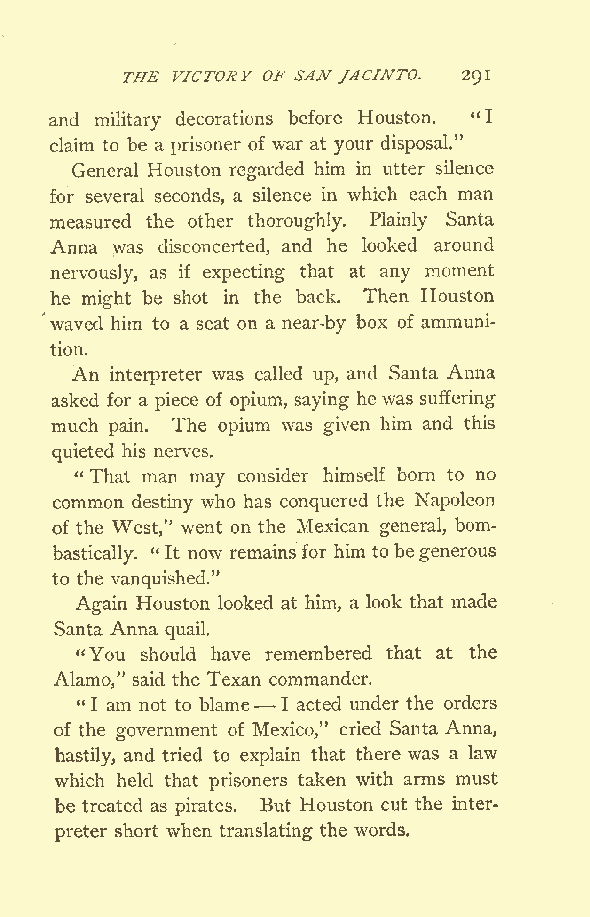 THE VICTORY OF SAN JACINTO. 291
and military decorations before Houston. “I
claim to be a prisoner of war at your disposal.”
General Houston regarded him in utter silence
for several seconds, a silence in which each man
measured the other thoroughly. Plainly Santa
Anna was disconcerted, and he looked around
nervously, as if expecting that at any moment
he might be shot in the back. Then Houston
waved him to a seat on a near-by box of ammuni-
tion.
An interpreter was called up, and Santa Anna
asked for a piece of opium, saying he was suffering
much pain. The opium was given him and this
quieted his nerves.
“That man may consider himself born to no
common destiny who has conquered the Napoleon
of the West,” went on the Mexican general, bom-
bastically. “It now remains for him to be generous
to the vanquished.”
Again Houston looked at him, a look that made
Santa Anna quail.
“You should have remembered that at the
Alamo,” said the Texan commander.
“I am not to blame — I acted under the orders
of the government of Mexico,” cried Santa Anna,
hastily, and tried to explain that there was a law
which held that prisoners taken with arms must
be treated as pirates. But Houston cut the inter-
preter short when translating the words.